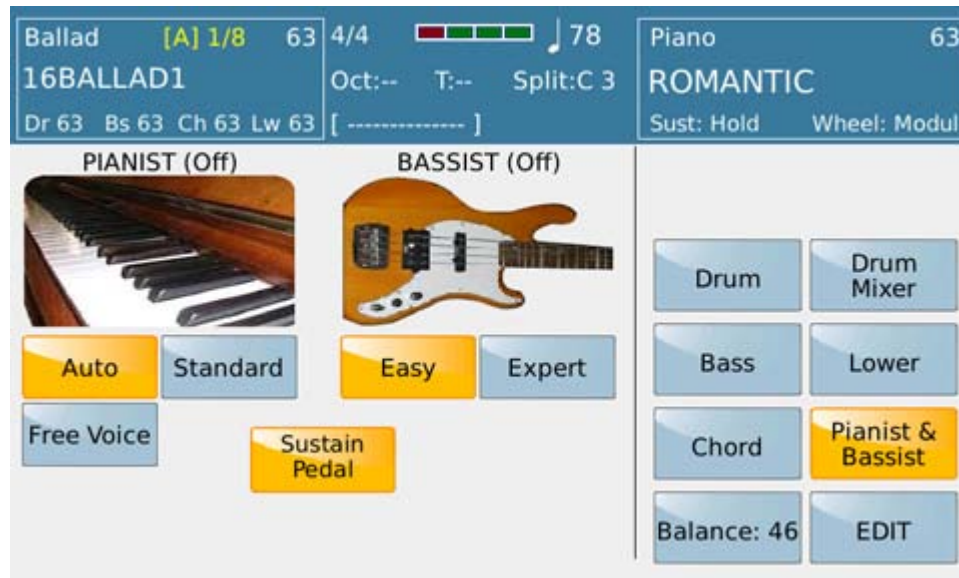 Ballad [A] 1/8 63
16BALLAD1
Dr 63 Bs 63 Ch 63 Lw 63
4/4 ♩ 78
Oct:-- T:-- Split:C 3
[ -------------- ]
Piano 63
ROMANTIC
Sust: Hold Wheel: Modul
PIANIST (Off)
BASSIST (Off)
Auto
Standard
Easy
Expert
Free Voice
Sustain
Pedal
Drum
Drum
Mixer
Bass
Lower
Chord
Pianist &
Bassist
Balance: 46
EDIT